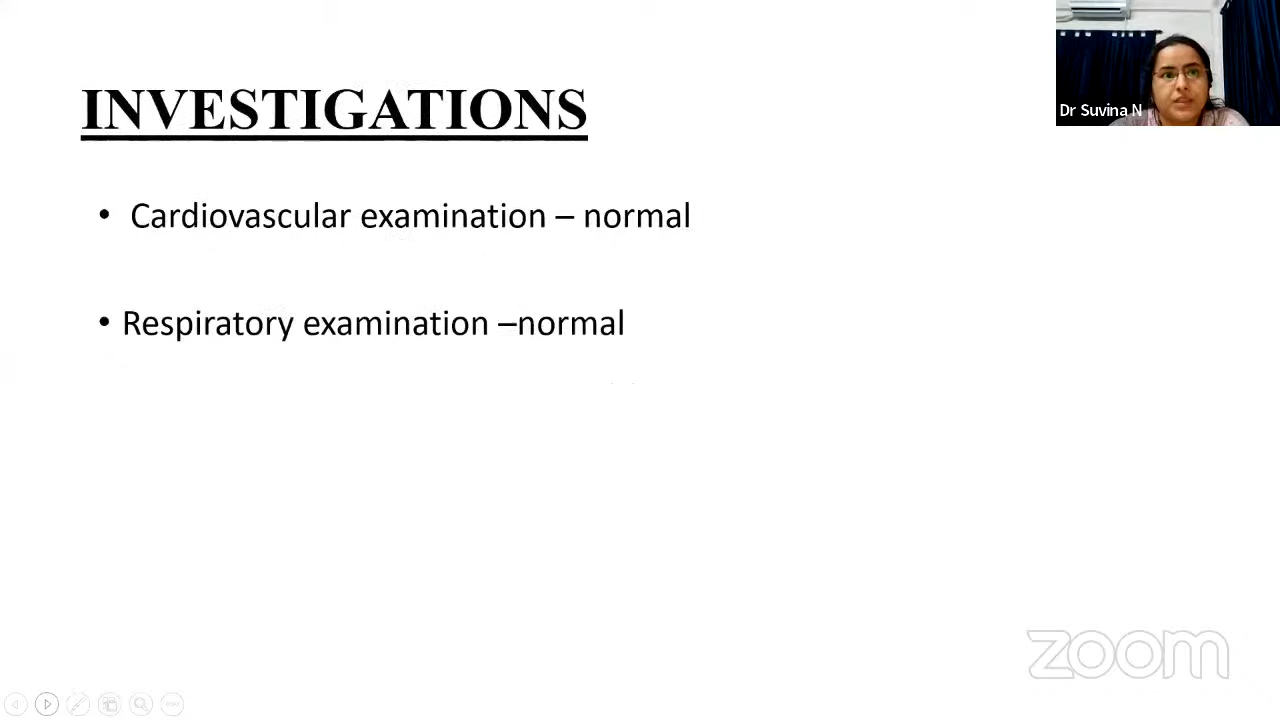 INVESTIGATIONS
• Cardiovascular examination – normal
• Respiratory examination –normal
Dr Suvina N
zoom